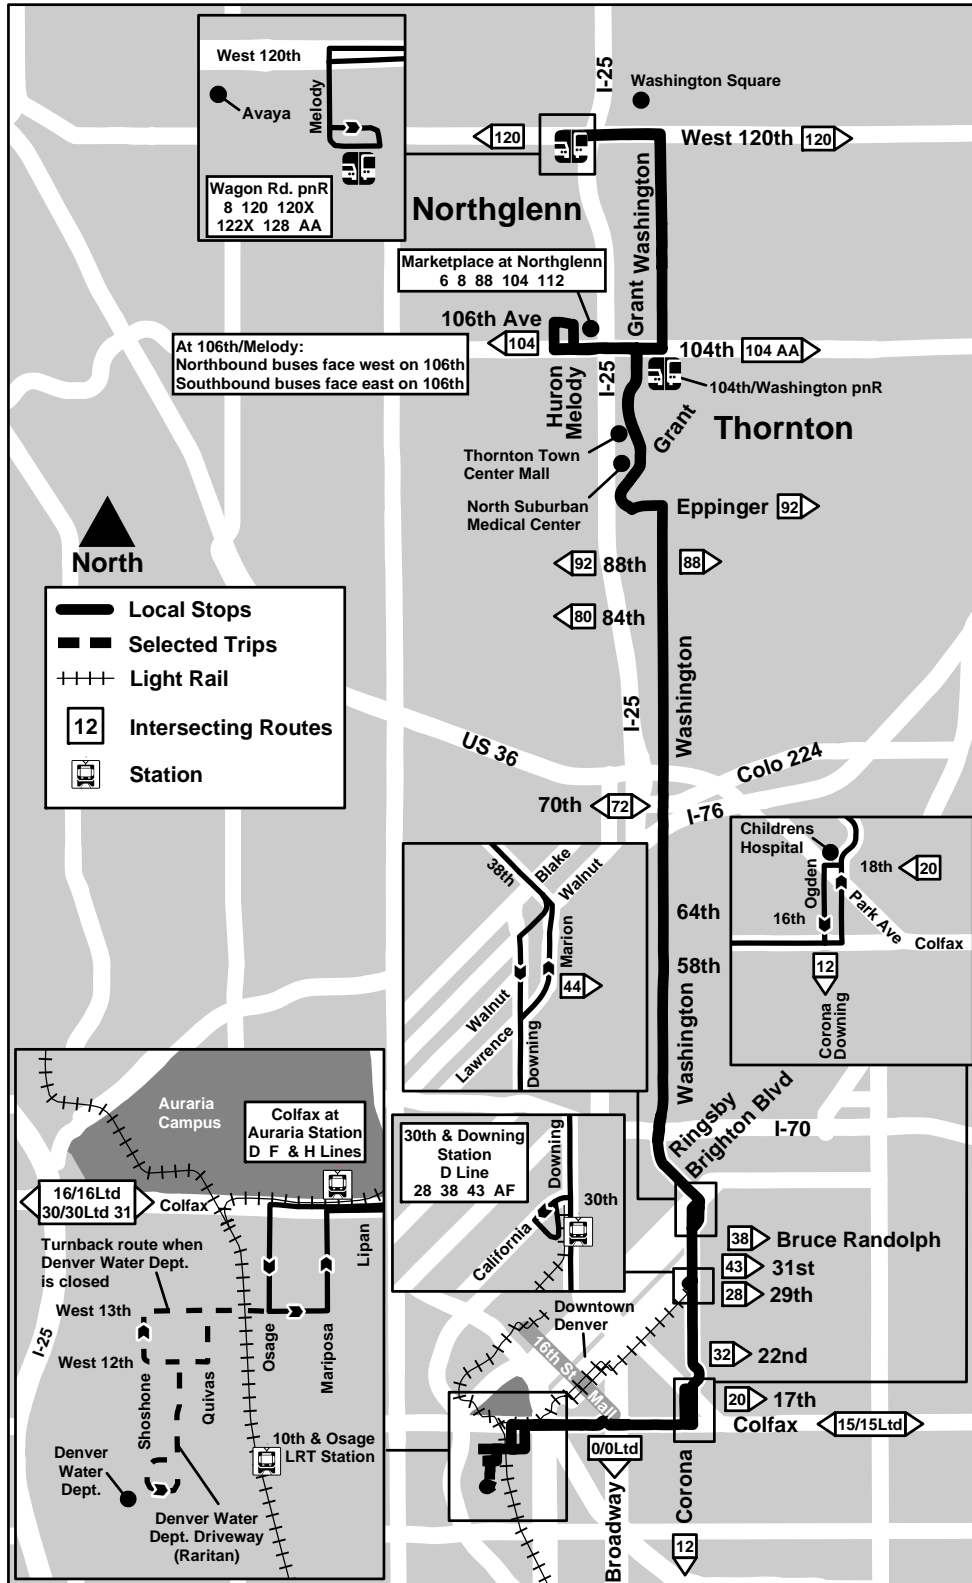 West 120th
Avaya
Melody
Wagon Rd. pnR
8 120 120X
122X 128 AA
I-25
Washington Square
120
West 120th
120
Northglenn
Washington
Grant
Marketplace at Northglenn
6 8 88 104 112
106th Ave
104
At 106th/Melody:
Northbound buses face west on 106th
Southbound buses face east on 106th
104th
104 AA
104th/Washington pnR
I-25
Huron
Melody
Grant
Thornton
Thornton Town
Center Mall
North Suburban
Medical Center
Eppinger
92
North
92
88th
88
80
84th
Local Stops
Selected Trips
Light Rail
12
Intersecting Routes
Station
Washington
I-25
US 36
Colo 224
70th
72
I-76
38th
Blake
Walnut
Marion
44
Walnut
Lawrence
Downing
Childrens
Hospital
18th
20
Ogden
16th
Park Ave
Colfax
12
Corona
Downing
64th
58th
Washington
Ringsby
Brighton Blvd
I-70
Auraria
Campus
Colfax at
Auraria Station
D F & H Lines
16/16Ltd
30/30Ltd 31
Colfax
Lipan
Turnback route when
Denver Water Dept.
is closed
West 13th
West 12th
I-25
Shoshone
Quivas
Osage
Mariposa
Denver
Water
Dept.
10th & Osage
LRT Station
Denver Water
Dept. Driveway
(Raritan)
30th & Downing
Station
D Line
28 38 43 AF
Downing
30th
California
38
Bruce Randolph
43
31st
28
29th
Downtown
Denver
16th St
Mall
32
22nd
20
17th
Colfax
15/15Ltd
0/0Ltd
Broadway
Corona
12